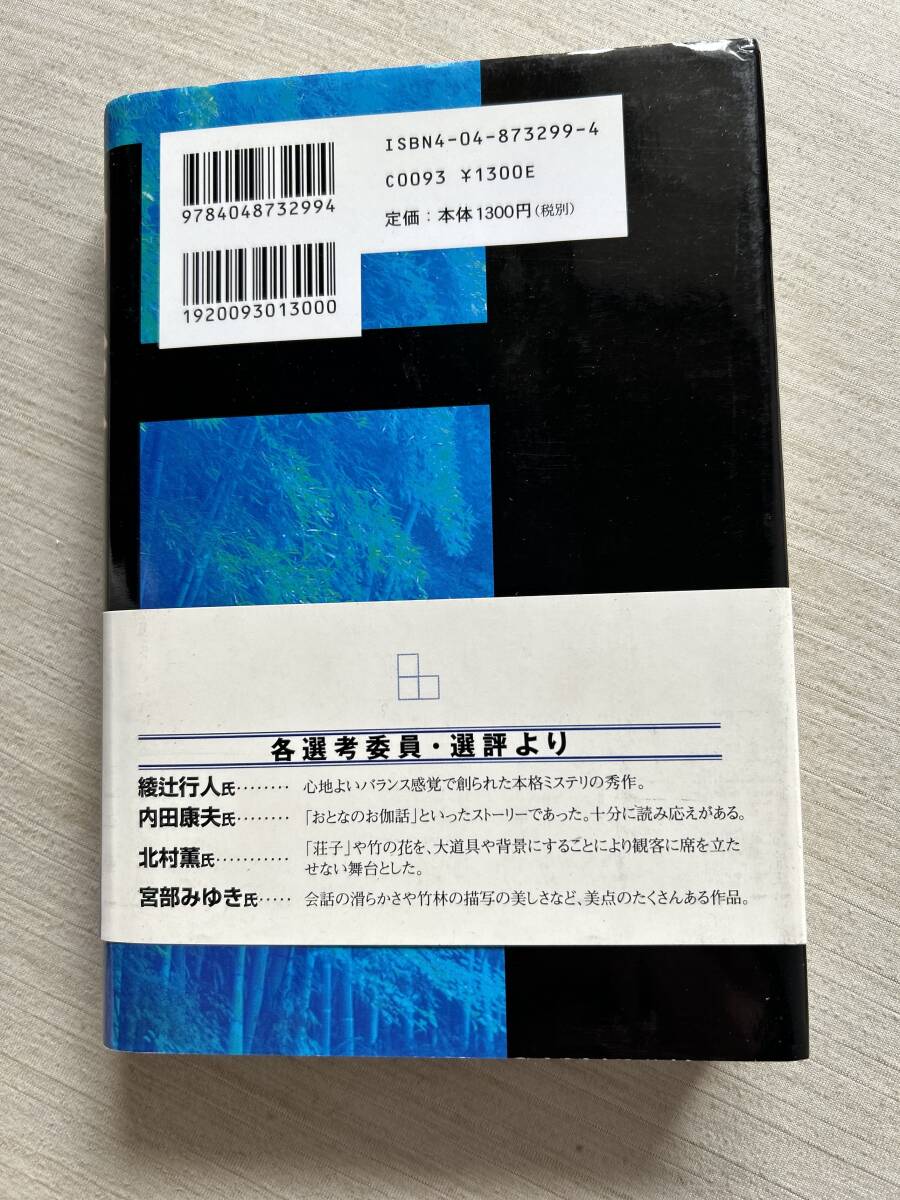 ISBN4-04-873299-4
C0093 ¥1300E
定価：本体1300円(税別)
9784048732994
1920093013000
各選考委員・選評より
綾辻行人氏········ 心地よいバランス感覚で創られた本格ミステリの秀作。
内田康夫氏········ 「おとなのお伽話」といったストーリーであった。十分に読み応えがある。
北村薫氏··········· 「荘子」や竹の花を、大道具や背景にすることにより観客に席を立た
せない舞台とした。
宮部みゆき氏····· 会話の滑らかさや竹林の描写の美しさなど、美点のたくさんある作品。